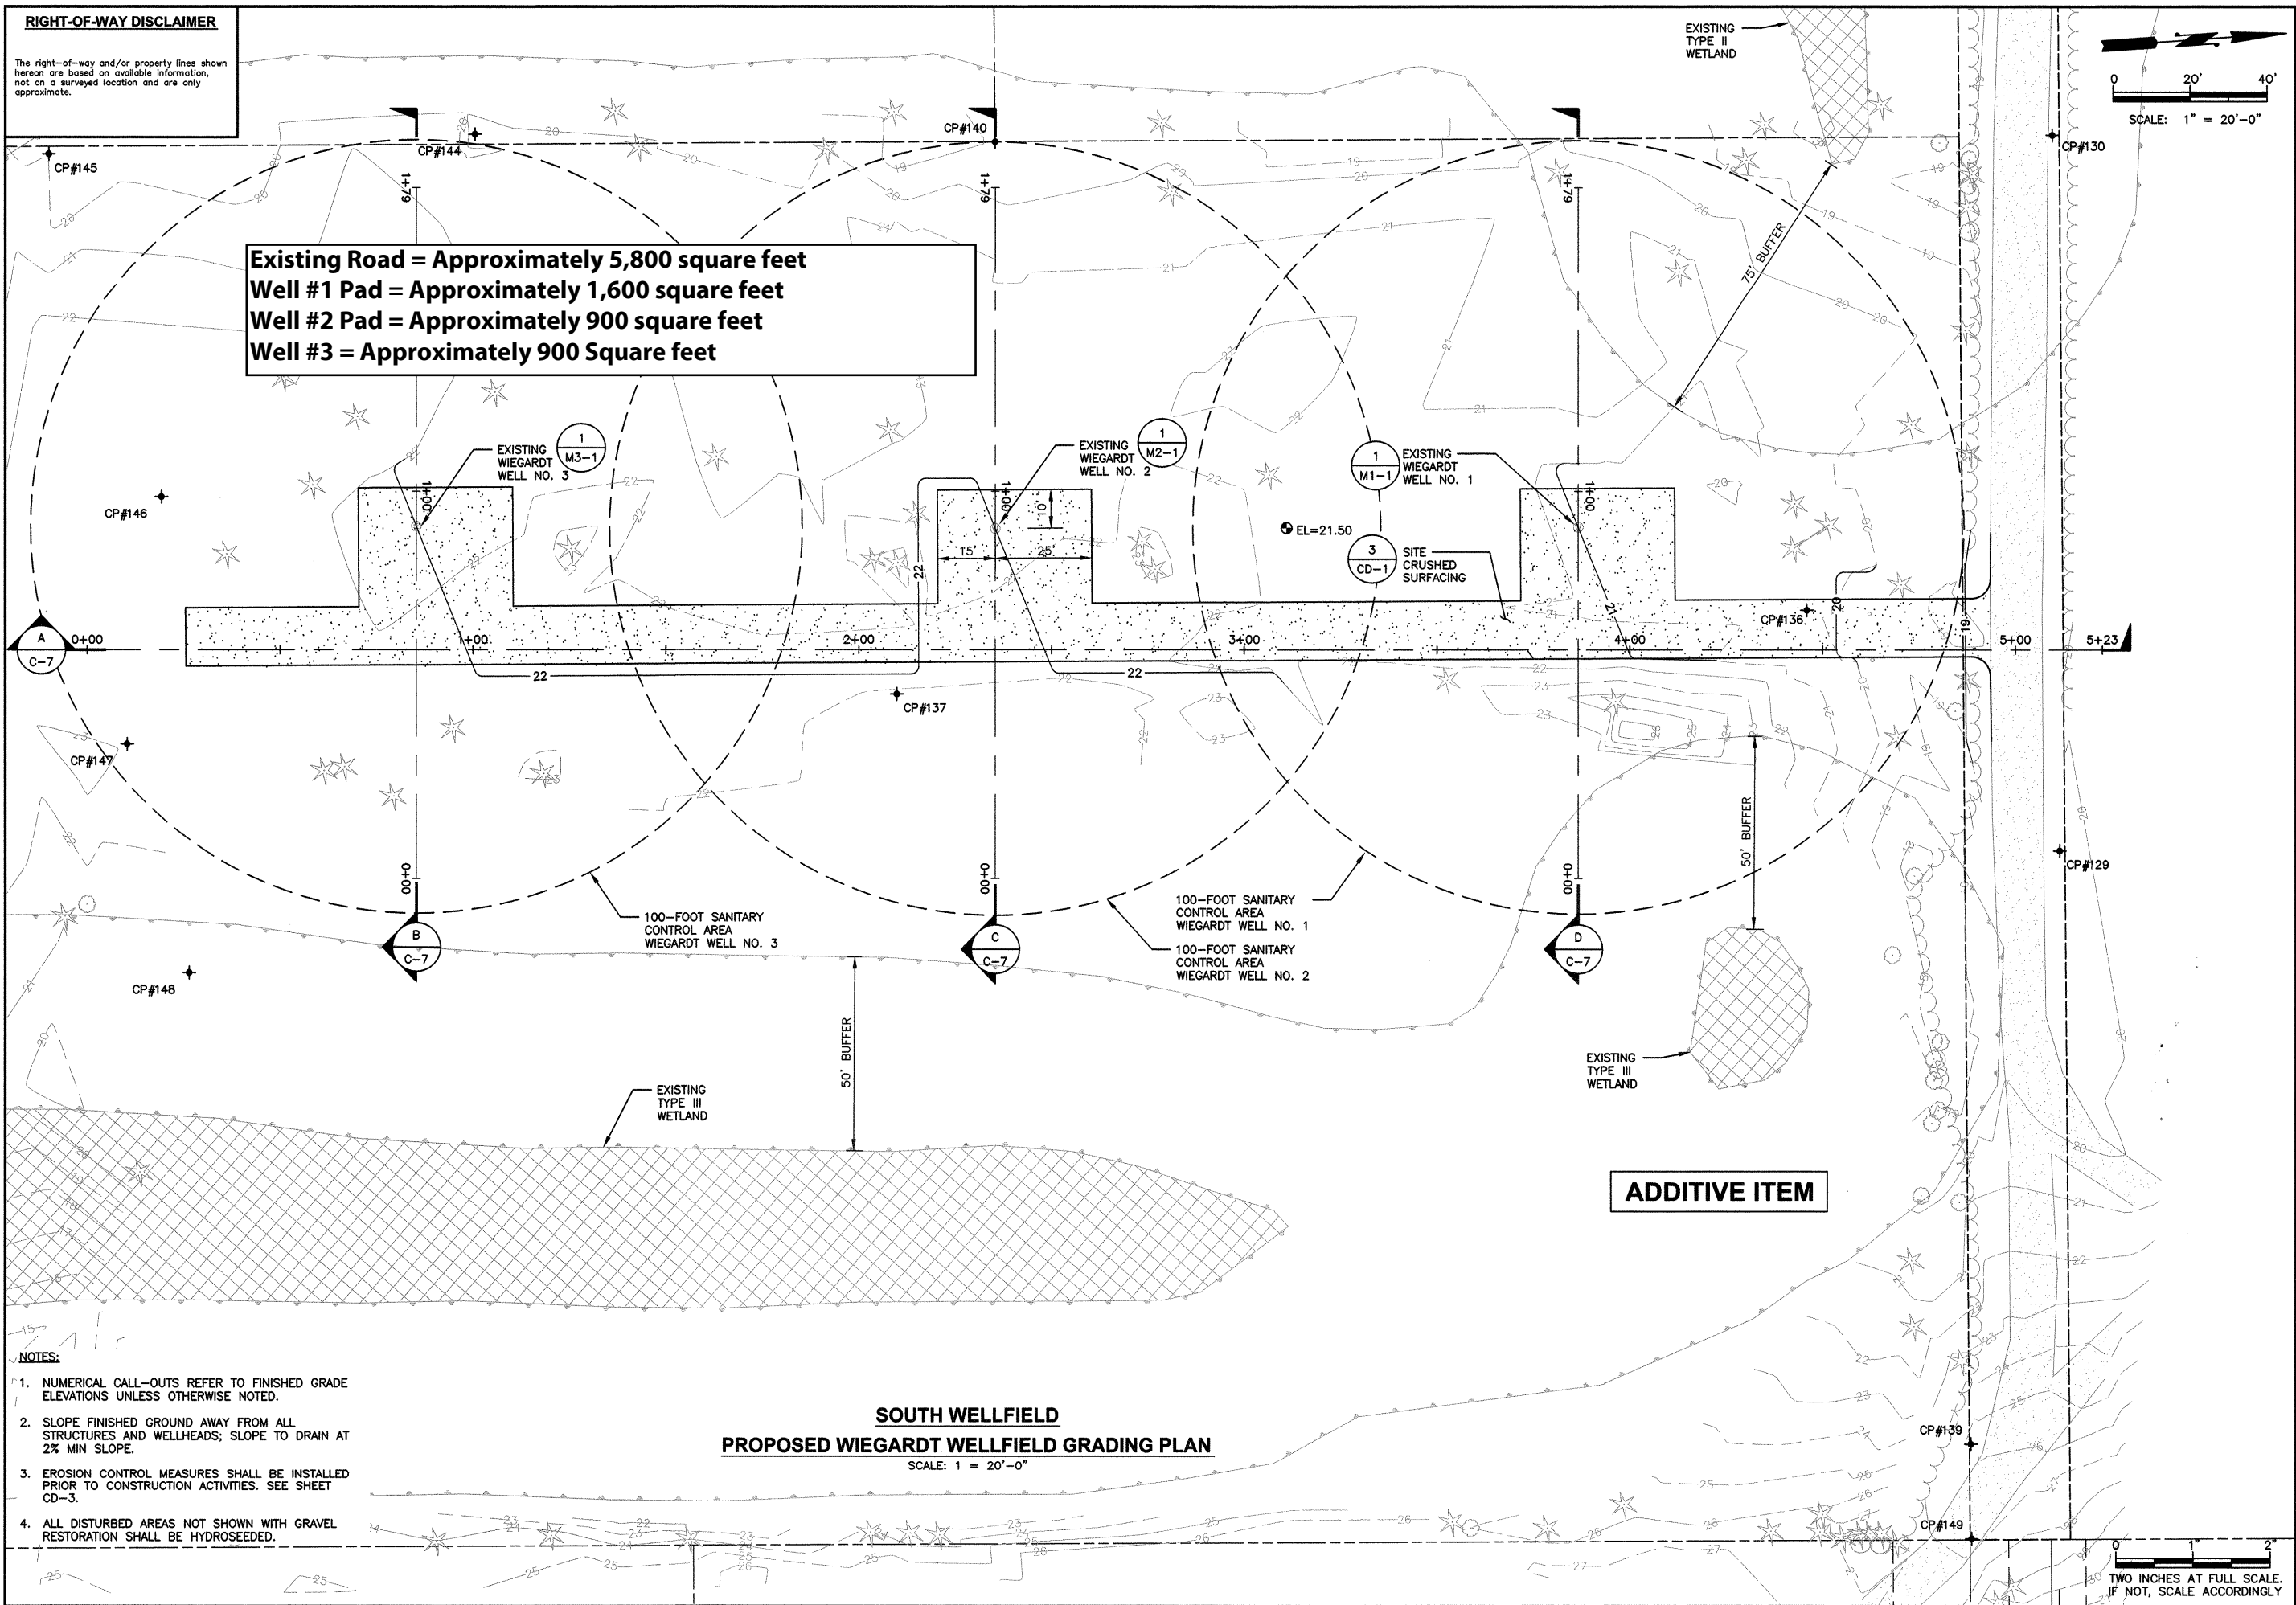 RIGHT-OF-WAY DISCLAIMER
The right-of-way and/or property lines shown
hereon are based on available information,
not on a surveyed location and are only
approximate.
EXISTING
TYPE II
WETLAND
0 20' 40'
SCALE: 1" = 20'-0"
CP#145
CP#144
CP#140
CP#130
1+79
1+79
1+79
75' BUFFER
Existing Road = Approximately 5,800 square feet
Well #1 Pad = Approximately 1,600 square feet
Well #2 Pad = Approximately 900 square feet
Well #3 = Approximately 900 Square feet
EXISTING
WIEGARDT
WELL NO. 3
1
M3-1
EXISTING
WIEGARDT
WELL NO. 2
1
M2-1
1
M1-1
EXISTING
WIEGARDT
WELL NO. 1
CP#146
1+00
1+00
1+00
10'
15'
25'
EL=21.50
3
CD-1
SITE
CRUSHED
SURFACING
22
21
20
19
CP#136
A
C-7
0+00
1+00
2+00
3+00
4+00
5+00
5+23
22
22
CP#137
CP#147
50' BUFFER
CP#129
0+00
0+00
0+00
100-FOOT SANITARY
CONTROL AREA
WIEGARDT WELL NO. 3
100-FOOT SANITARY
CONTROL AREA
WIEGARDT WELL NO. 1
100-FOOT SANITARY
CONTROL AREA
WIEGARDT WELL NO. 2
B
C-7
C
C-7
D
C-7
CP#148
50' BUFFER
EXISTING
TYPE III
WETLAND
EXISTING
TYPE III
WETLAND
ADDITIVE ITEM
NOTES:
1. NUMERICAL CALL-OUTS REFER TO FINISHED GRADE
ELEVATIONS UNLESS OTHERWISE NOTED.
2. SLOPE FINISHED GROUND AWAY FROM ALL
STRUCTURES AND WELLHEADS; SLOPE TO DRAIN AT
2% MIN SLOPE.
3. EROSION CONTROL MEASURES SHALL BE INSTALLED
PRIOR TO CONSTRUCTION ACTIVITIES. SEE SHEET
CD-3.
4. ALL DISTURBED AREAS NOT SHOWN WITH GRAVEL
RESTORATION SHALL BE HYDROSEEDED.
SOUTH WELLFIELD
PROPOSED WIEGARDT WELLFIELD GRADING PLAN
SCALE: 1 = 20'-0"
CP#139
CP#149
0 1" 2"
TWO INCHES AT FULL SCALE.
IF NOT, SCALE ACCORDINGLY